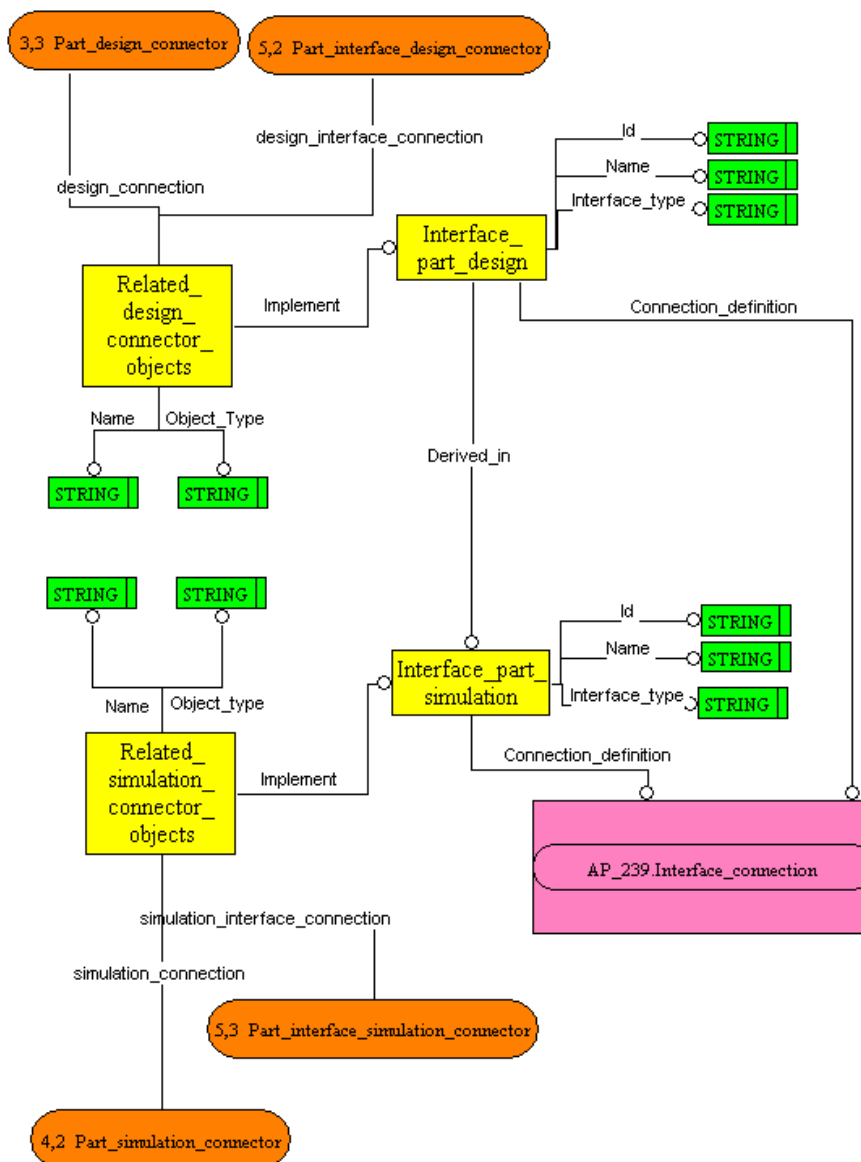 3,3 Part_design_connector
5,2 Part_interface_design_connector
design_interface_connection
design_connection
Id
STRING
Name
STRING
Interface_type
STRING
Interface_
part_design
Related_
design_
connector_
objects
Implement
Connection_definition
Name
Object_Type
STRING
STRING
Derived_in
STRING
STRING
Name
Object_type
Interface_part_
simulation
Id
STRING
Name
STRING
Interface_type
STRING
Related_
simulation_
connector_
objects
Implement
Connection_definition
AP_239.Interface_connection
simulation_interface_connection
simulation_connection
5,3 Part_interface_simulation_connector
4,2 Part_simulation_connector